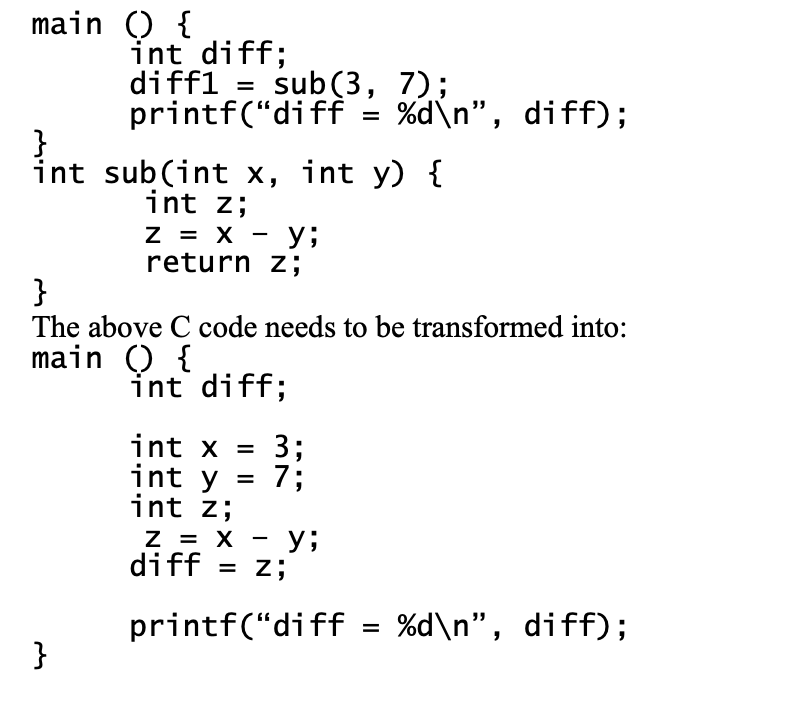 main () {
int diff;
diff1 = sub(3, 7);
printf(“diff = %d\n”, diff);
}
int sub(int x, int y) {
int z;
z = x – y;
return z;
}
The above C code needs to be transformed into:
main () {
int diff;
int x = 3;
int y = 7;
int z;
z = x – y;
diff = z;
printf(“diff = %d\n”, diff);
}